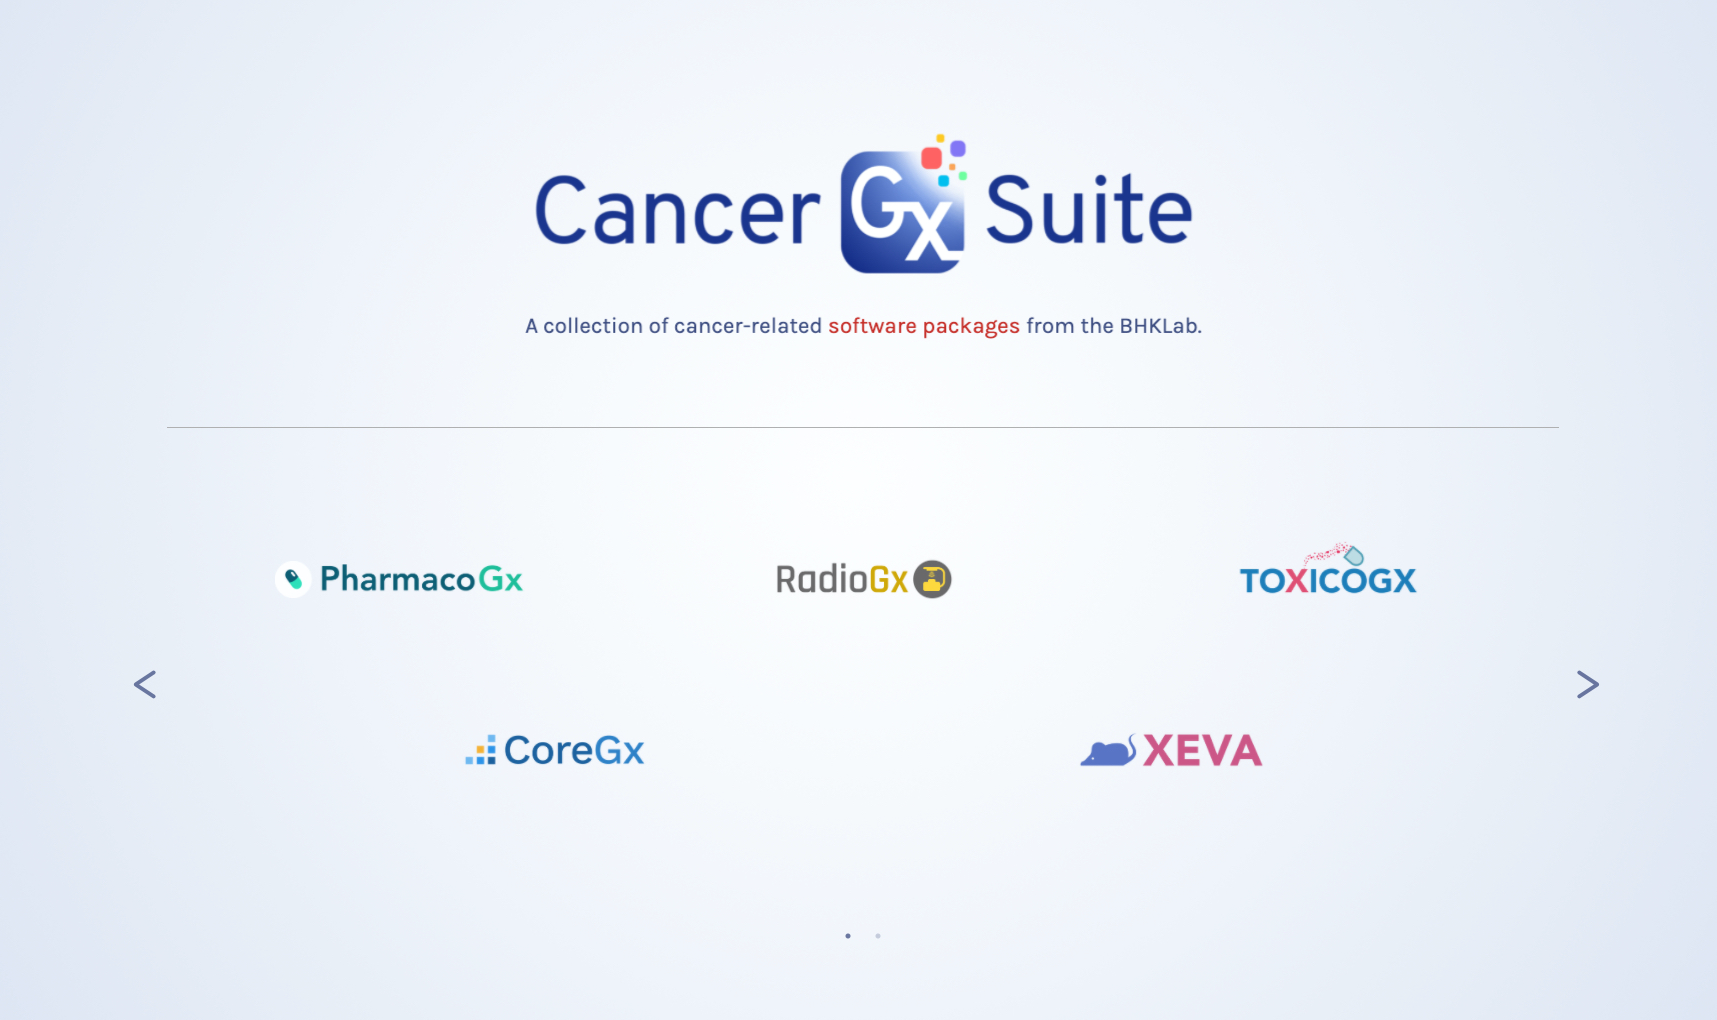 Cancer Gx Suite
A collection of cancer-related software packages from the BHKLab.
PharmacoGx
RadioGx
TOXICOGX
<
>
CoreGx
XEVA